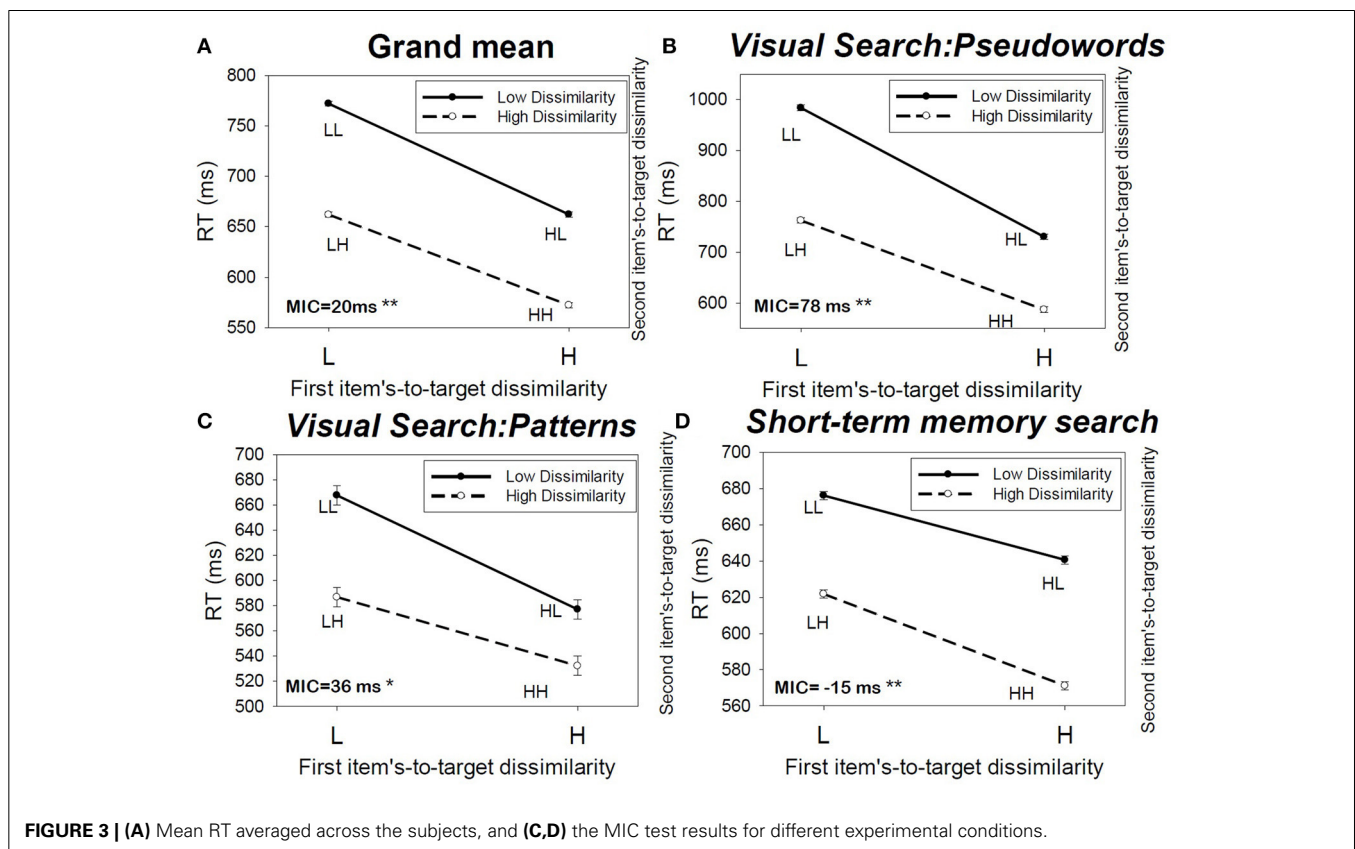 A
Grand mean
800
750
700
650
600
550
RT (ms)
Low Dissimilarity
High Dissimilarity
LL
HL
LH
HH
MIC=20ms **
L
H
First item's-to-target dissimilarity
Second item's-to-target dissimilarity
B
Visual Search:Pseudowords
1000
900
800
700
600
RT (ms)
Low Dissimilarity
High Dissimilarity
LL
HL
LH
HH
MIC=78 ms **
L
H
First item's-to-target dissimilarity
Second item's-to-target dissimilarity
C
Visual Search:Patterns
700
680
660
640
620
600
580
560
540
520
500
RT (ms)
Low Dissimilarity
High Dissimilarity
LL
HL
LH
HH
MIC=36 ms *
L
H
First item's-to-target dissimilarity
Second item's-to-target dissimilarity
D
Short-term memory search
700
680
660
640
620
600
580
560
RT (ms)
Low Dissimilarity
High Dissimilarity
LL
HL
LH
HH
MIC= -15 ms **
L
H
First item's-to-target dissimilarity
Second item's-to-target dissimilarity
FIGURE 3 | (A) Mean RT averaged across the subjects, and (C,D) the MIC test results for different experimental conditions.